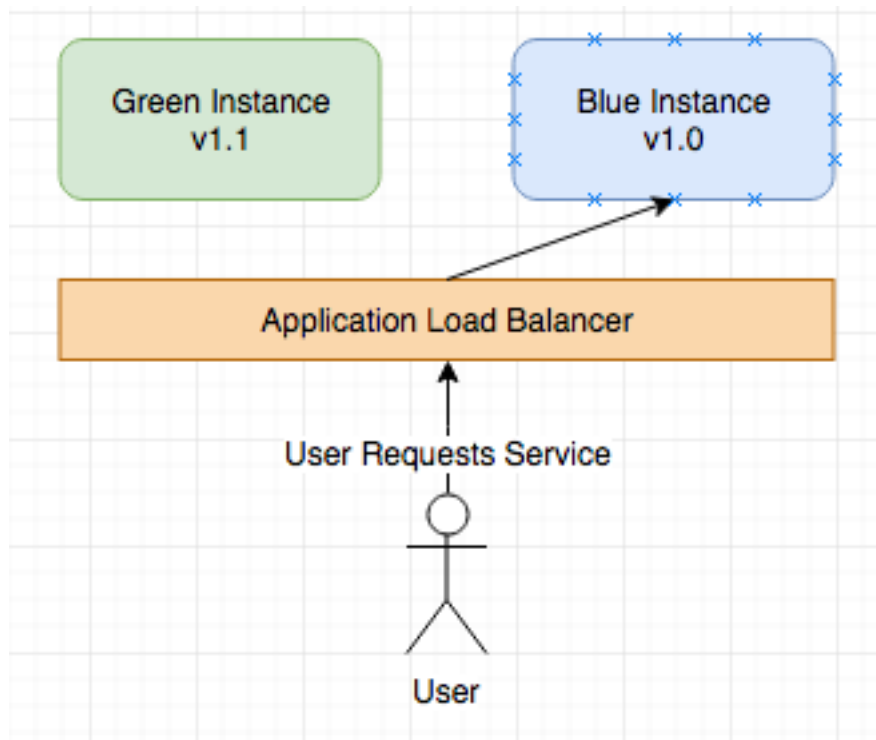 Green Instance
v1.1
Blue Instance
v1.0
Application Load Balancer
User Requests Service
User